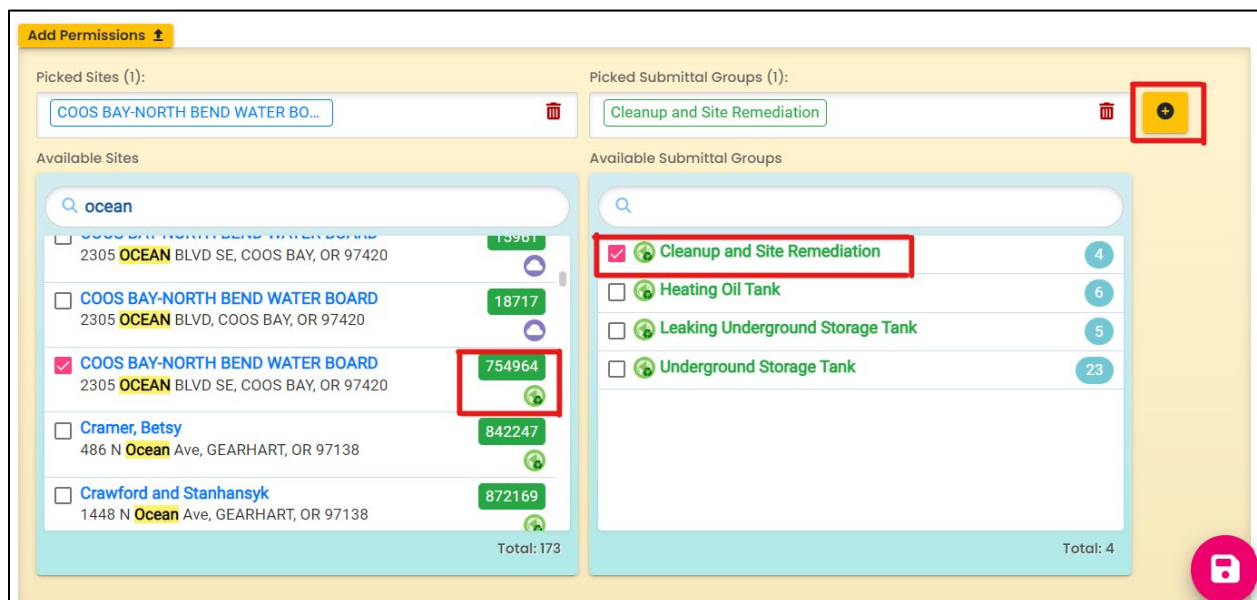 Add Permissions
Picked Sites (1):
COOS BAY-NORTH BEND WATER BO...
Picked Submittal Groups (1):
Cleanup and Site Remediation
Available Sites
ocean
15961
2305 OCEAN BLVD SE, COOS BAY, OR 97420
COOS BAY-NORTH BEND WATER BOARD
18717
2305 OCEAN BLVD, COOS BAY, OR 97420
COOS BAY-NORTH BEND WATER BOARD
754964
2305 OCEAN BLVD SE, COOS BAY, OR 97420
Cramer, Betsy
842247
486 N Ocean Ave, GEARHART, OR 97138
Crawford and Stanhansyk
872169
1448 N Ocean Ave, GEARHART, OR 97138
Total: 173
Available Submittal Groups
Cleanup and Site Remediation
4
Heating Oil Tank
6
Leaking Underground Storage Tank
5
Underground Storage Tank
23
Total: 4